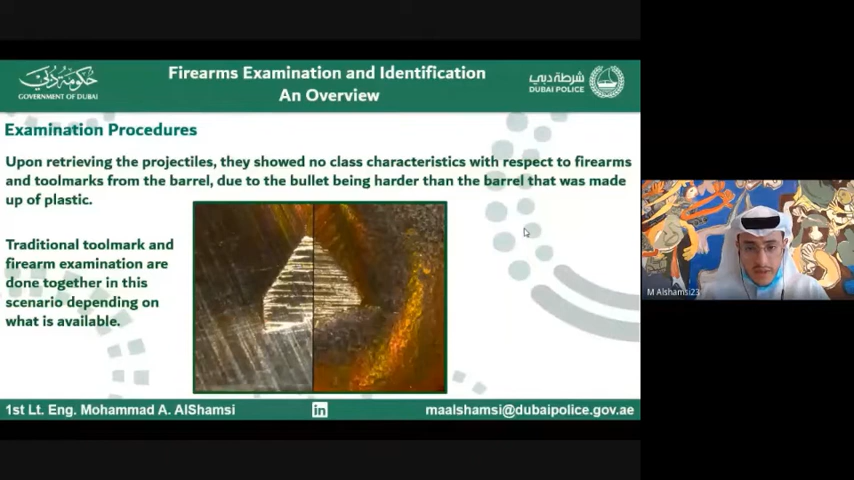 Firearms Examination and Identification
An Overview
حكومة دبي
GOVERNMENT OF DUBAI
شرطة دبي
DUBAI POLICE
Examination Procedures
Upon retrieving the projectiles, they showed no class characteristics with respect to firearms
and toolmarks from the barrel, due to the bullet being harder than the barrel that was made
up of plastic.
Traditional toolmark and
firearm examination are
done together in this
scenario depending on
what is available.
M Alshamsi23
1st Lt. Eng. Mohammad A. AlShamsi
in
maalshamsi@dubaipolice.gov.ae